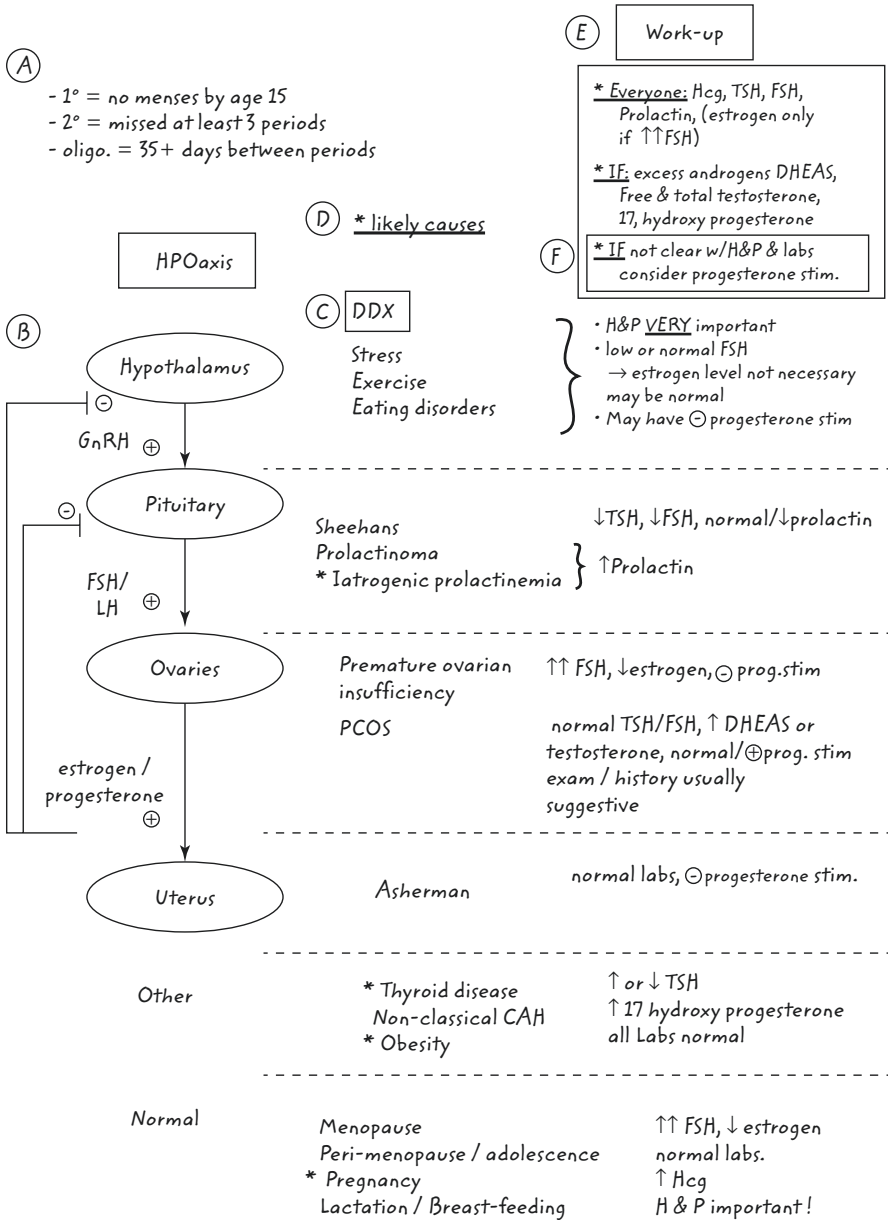 A
- 1° = no menses by age 15
- 2° = missed at least 3 periods
- oligo. = 35+ days between periods
E
Work-up
* Everyone: Hcg, TSH, FSH,
Prolactin, (estrogen only
if ↑↑FSH)
* IF: excess androgens DHEAS,
Free & total testosterone,
17, hydroxy progesterone
F
* IF not clear w/H&P & labs
consider progesterone stim.
D
* likely causes
HPOaxis
B
C
DDX
Hypothalamus
Stress
Exercise
Eating disorders
• H&P VERY important
• low or normal FSH
→ estrogen level not necessary
may be normal
• May have ⊖ progesterone stim
⊖
GnRH ⊕
Pituitary
⊖
Sheehans
Prolactinoma
* Iatrogenic prolactinemia
↓TSH, ↓FSH, normal/↓prolactin
↑Prolactin
FSH/
LH ⊕
Ovaries
Premature ovarian
insufficiency
↑↑ FSH, ↓estrogen, ⊖ prog.stim
PCOS
normal TSH/FSH, ↑ DHEAS or
testosterone, normal/⊕prog. stim
exam / history usually
suggestive
estrogen /
progesterone
⊕
Uterus
Asherman
normal labs, ⊖progesterone stim.
Other
* Thyroid disease
Non-classical CAH
* Obesity
↑ or ↓ TSH
↑ 17 hydroxy progesterone
all Labs normal
Normal
Menopause
Peri-menopause / adolescence
* Pregnancy
Lactation / Breast-feeding
↑↑ FSH, ↓ estrogen
normal labs.
↑ Hcg
H & P important !